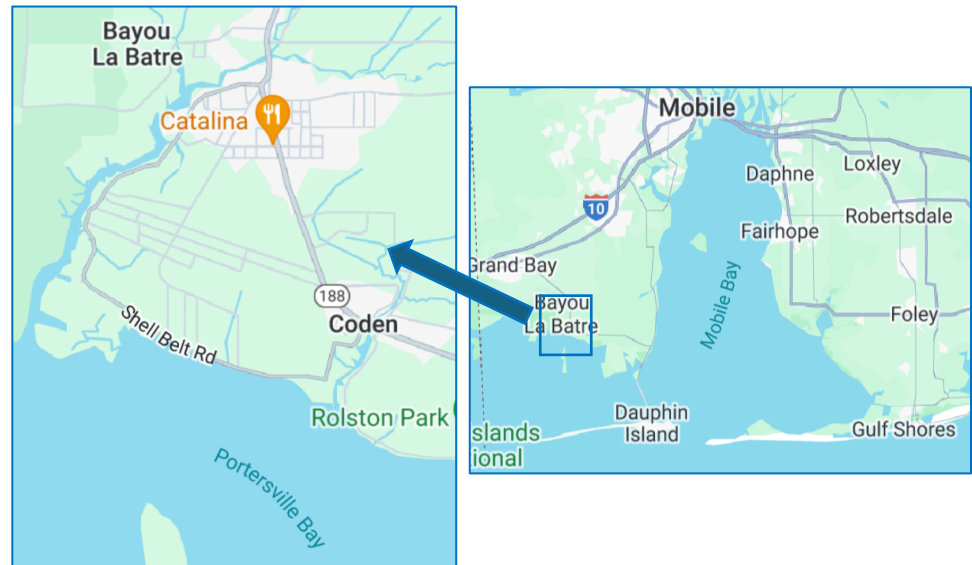 Bayou
La Batre
Catalina
188
Coden
Shell Belt Rd
Rolston Park
Portersville Bay
Mobile
Daphne
Loxley
10
Robertsdale
Fairhope
Grand Bay
Mobile Bay
Bayou
La Batre
Foley
Dauphin
Island
Gulf Shores
slands
ional